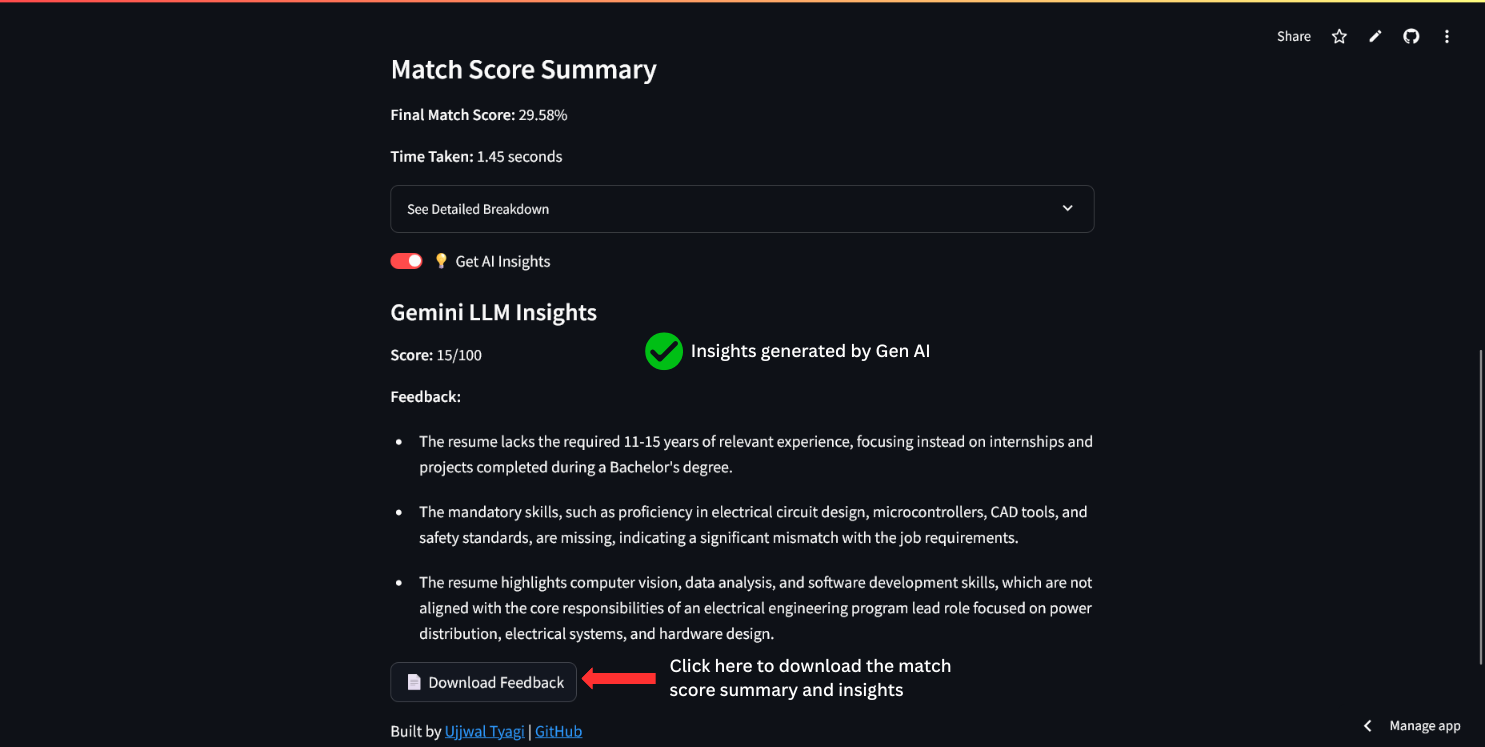 Share
Match Score Summary
Final Match Score: 29.58%
Time Taken: 1.45 seconds
See Detailed Breakdown
Get AI Insights
Gemini LLM Insights
Score: 15/100
Insights generated by Gen AI
Feedback:
The resume lacks the required 11-15 years of relevant experience, focusing instead on internships and
projects completed during a Bachelor's degree.
The mandatory skills, such as proficiency in electrical circuit design, microcontrollers, CAD tools, and
safety standards, are missing, indicating a significant mismatch with the job requirements.
The resume highlights computer vision, data analysis, and software development skills, which are not
aligned with the core responsibilities of an electrical engineering program lead role focused on power
distribution, electrical systems, and hardware design.
Download Feedback
Click here to download the match
score summary and insights
Built by Ujjwal Tyagi | GitHub
Manage app